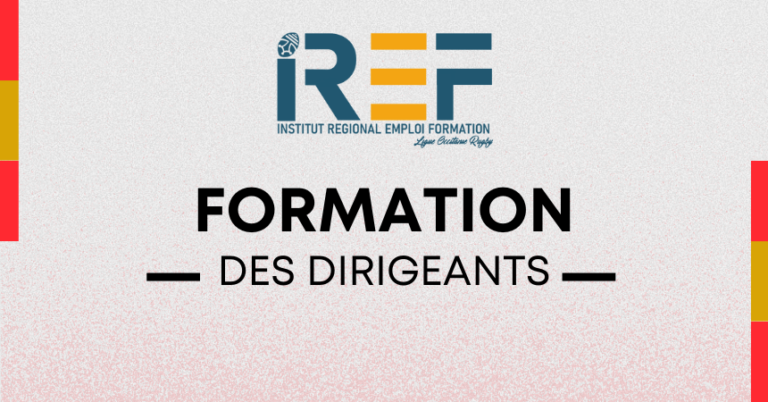 iREF
INSTITUT REGIONAL EMPLOI FORMATION
Ligue Occitanie Rugby
FORMATION
DES DIRIGEANTS